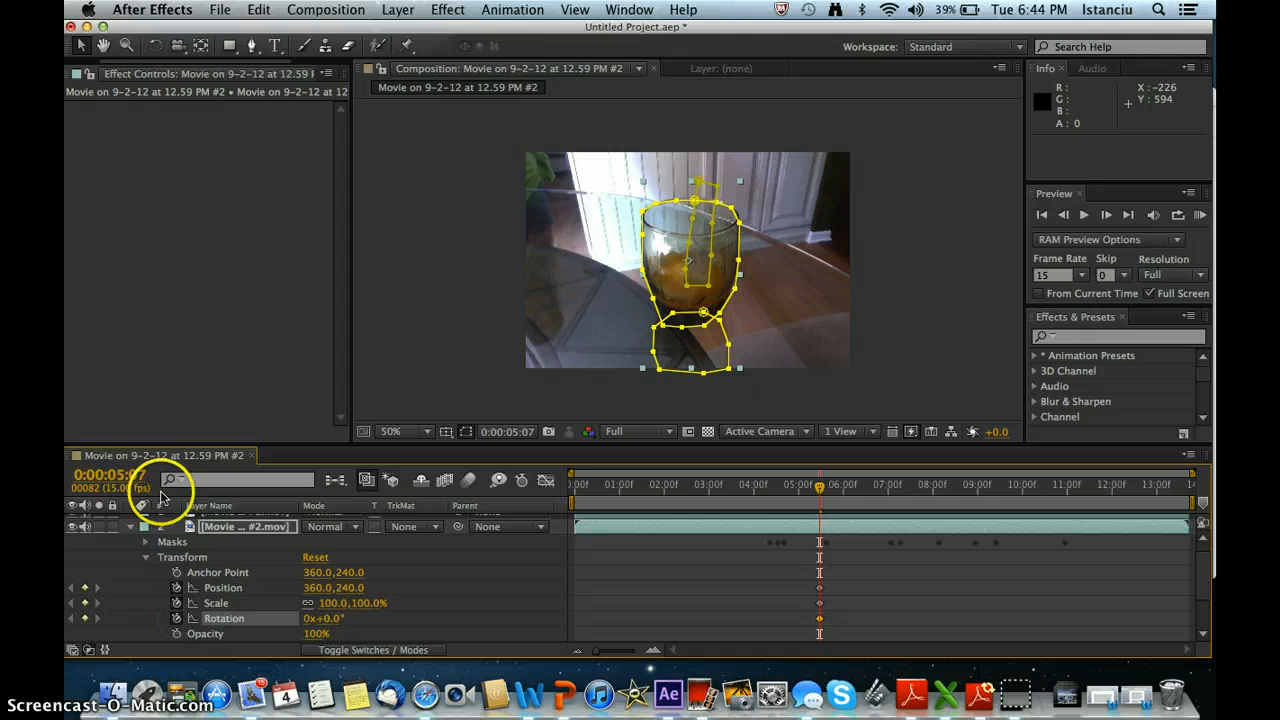 After Effects File Edit Composition Layer Effect Animation View Window Help 39% Tue 6:44 PM Istanciu
Untitled Project.aep *
Workspace: Standard Search Help
Effect Controls: Movie on 9-2-12 at 12.59 F
Composition: Movie on 9-2-12 at 12.59 PM #2
Layer: (none)
Info Audio
Movie on 9-2-12 at 12.59 PM #2 • Movie on 9-2-12 at 12
Movie on 9-2-12 at 12.59 PM #2
R:
G:
B:
A: 0
X: -226
Y: 594
Preview
RAM Preview Options
Frame Rate Skip Resolution
15 0 Full
From Current Time Full Screen
Effects & Presets
* Animation Presets
3D Channel
Audio
Blur & Sharpen
Channel
50% 0:00:05:07 Full Active Camera 1 View +0.0
Movie on 9-2-12 at 12.59 PM #2
0:00:05:07
00082 (15.00 fps)
:00f 01:00f 02:00f 03:00f 04:00f 05:00f 06:00f 07:00f 08:00f 09:00f 10:00f 11:00f 12:00f 13:00f
Layer Name Mode T TrkMat Parent
2 [Movie ... #2.mov] Normal None None
Masks
Transform Reset
Anchor Point 360.0,240.0
Position 360.0,240.0
Scale 100.0,100.0%
Rotation 0x+0.0°
Opacity 100%
Toggle Switches / Modes
Screencast-O-Matic.com